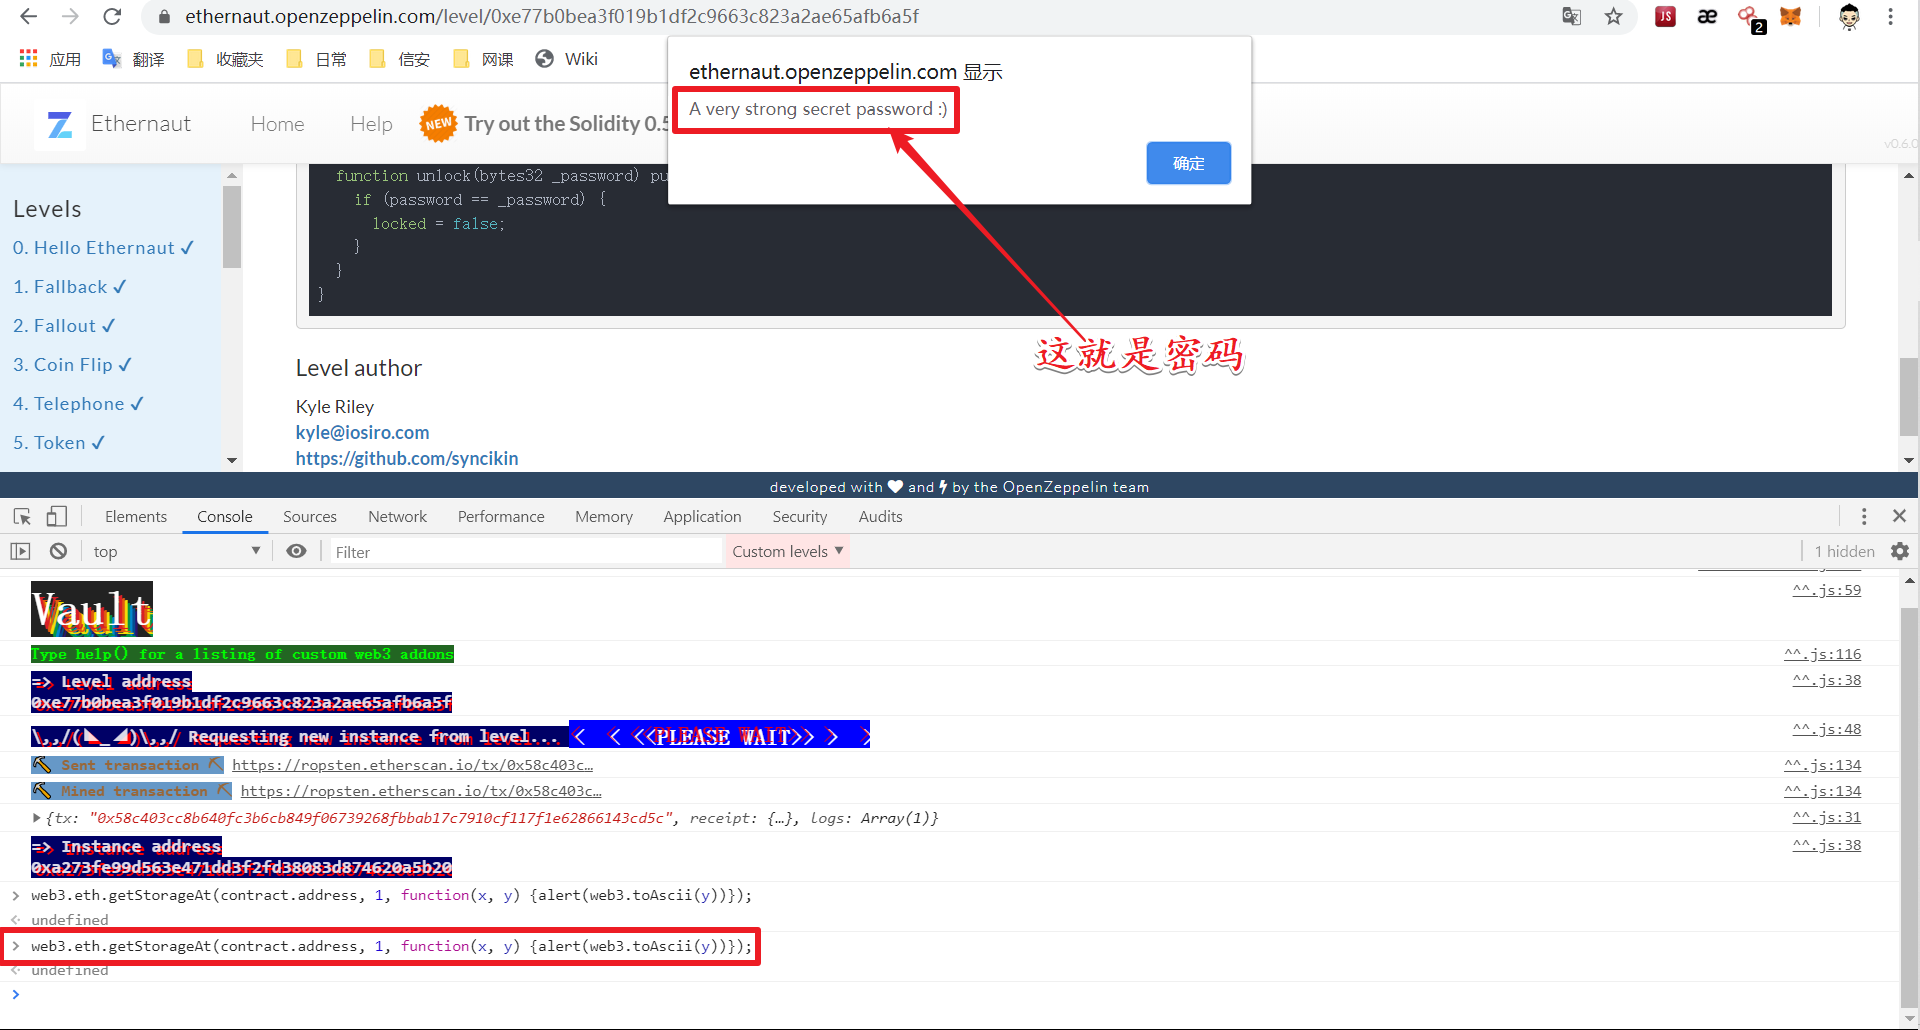 ethernaut.openzeppelin.com/level/0xe77b0bea3f019b1df2c9663c823a2ae65afb6a5f
JS
æ
2
应用
翻译
收藏夹
日常
信安
网课
Wiki
ethernaut.openzeppelin.com 显示
A very strong secret password :)
确定
Ethernaut
Home
Help
NEW
Try out the Solidity 0.5
v0.6.0
Levels
0. Hello Ethernaut ✓
1. Fallback ✓
2. Fallout ✓
3. Coin Flip ✓
4. Telephone ✓
5. Token ✓
function unlock(bytes32 _password) pu
if (password == _password) {
locked = false;
}
}
}
这就是密码
Level author
Kyle Riley
kyle@iosiro.com
https://github.com/syncikin
developed with ❤ and ⚡ by the OpenZeppelin team
Elements
Console
Sources
Network
Performance
Memory
Application
Security
Audits
top
Filter
Custom levels
1 hidden
Vault
^^.js:59
Type help() for a listing of custom web3 addons
^^.js:116
=> Level address
0xe77b0bea3f019b1df2c9663c823a2ae65afb6a5f
^^.js:38
\,,/(◣_◢)\,,/ Requesting new instance from level... < < <<PLEASE WAIT>> > >
^^.js:48
Sent transaction https://ropsten.etherscan.io/tx/0x58c403c…
^^.js:134
Mined transaction https://ropsten.etherscan.io/tx/0x58c403c…
^^.js:134
{tx: "0x58c403cc8b640fc3b6cb849f06739268fbbab17c7910cf117f1e62866143cd5c", receipt: {…}, logs: Array(1)}
^^.js:31
=> Instance address
0xa273fe99d563e471dd3f2fd38083d874620a5b20
^^.js:38
> web3.eth.getStorageAt(contract.address, 1, function(x, y) {alert(web3.toAscii(y))});
undefined
> web3.eth.getStorageAt(contract.address, 1, function(x, y) {alert(web3.toAscii(y))});
undefined
>